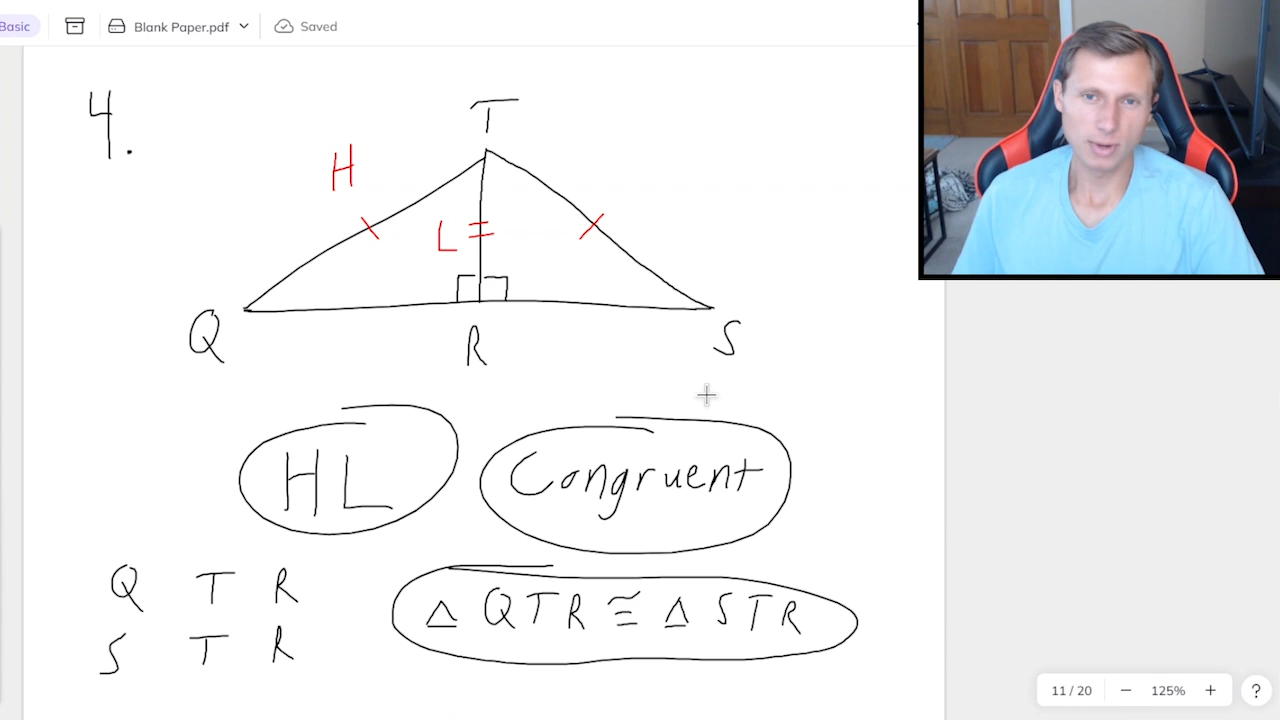 Basic Blank Paper.pdf Saved
4.
T
H
L
Q R S
HL Congruent
Q T R
S T R
△ QTR ≅ △ STR
11 / 20 − 125% + ?